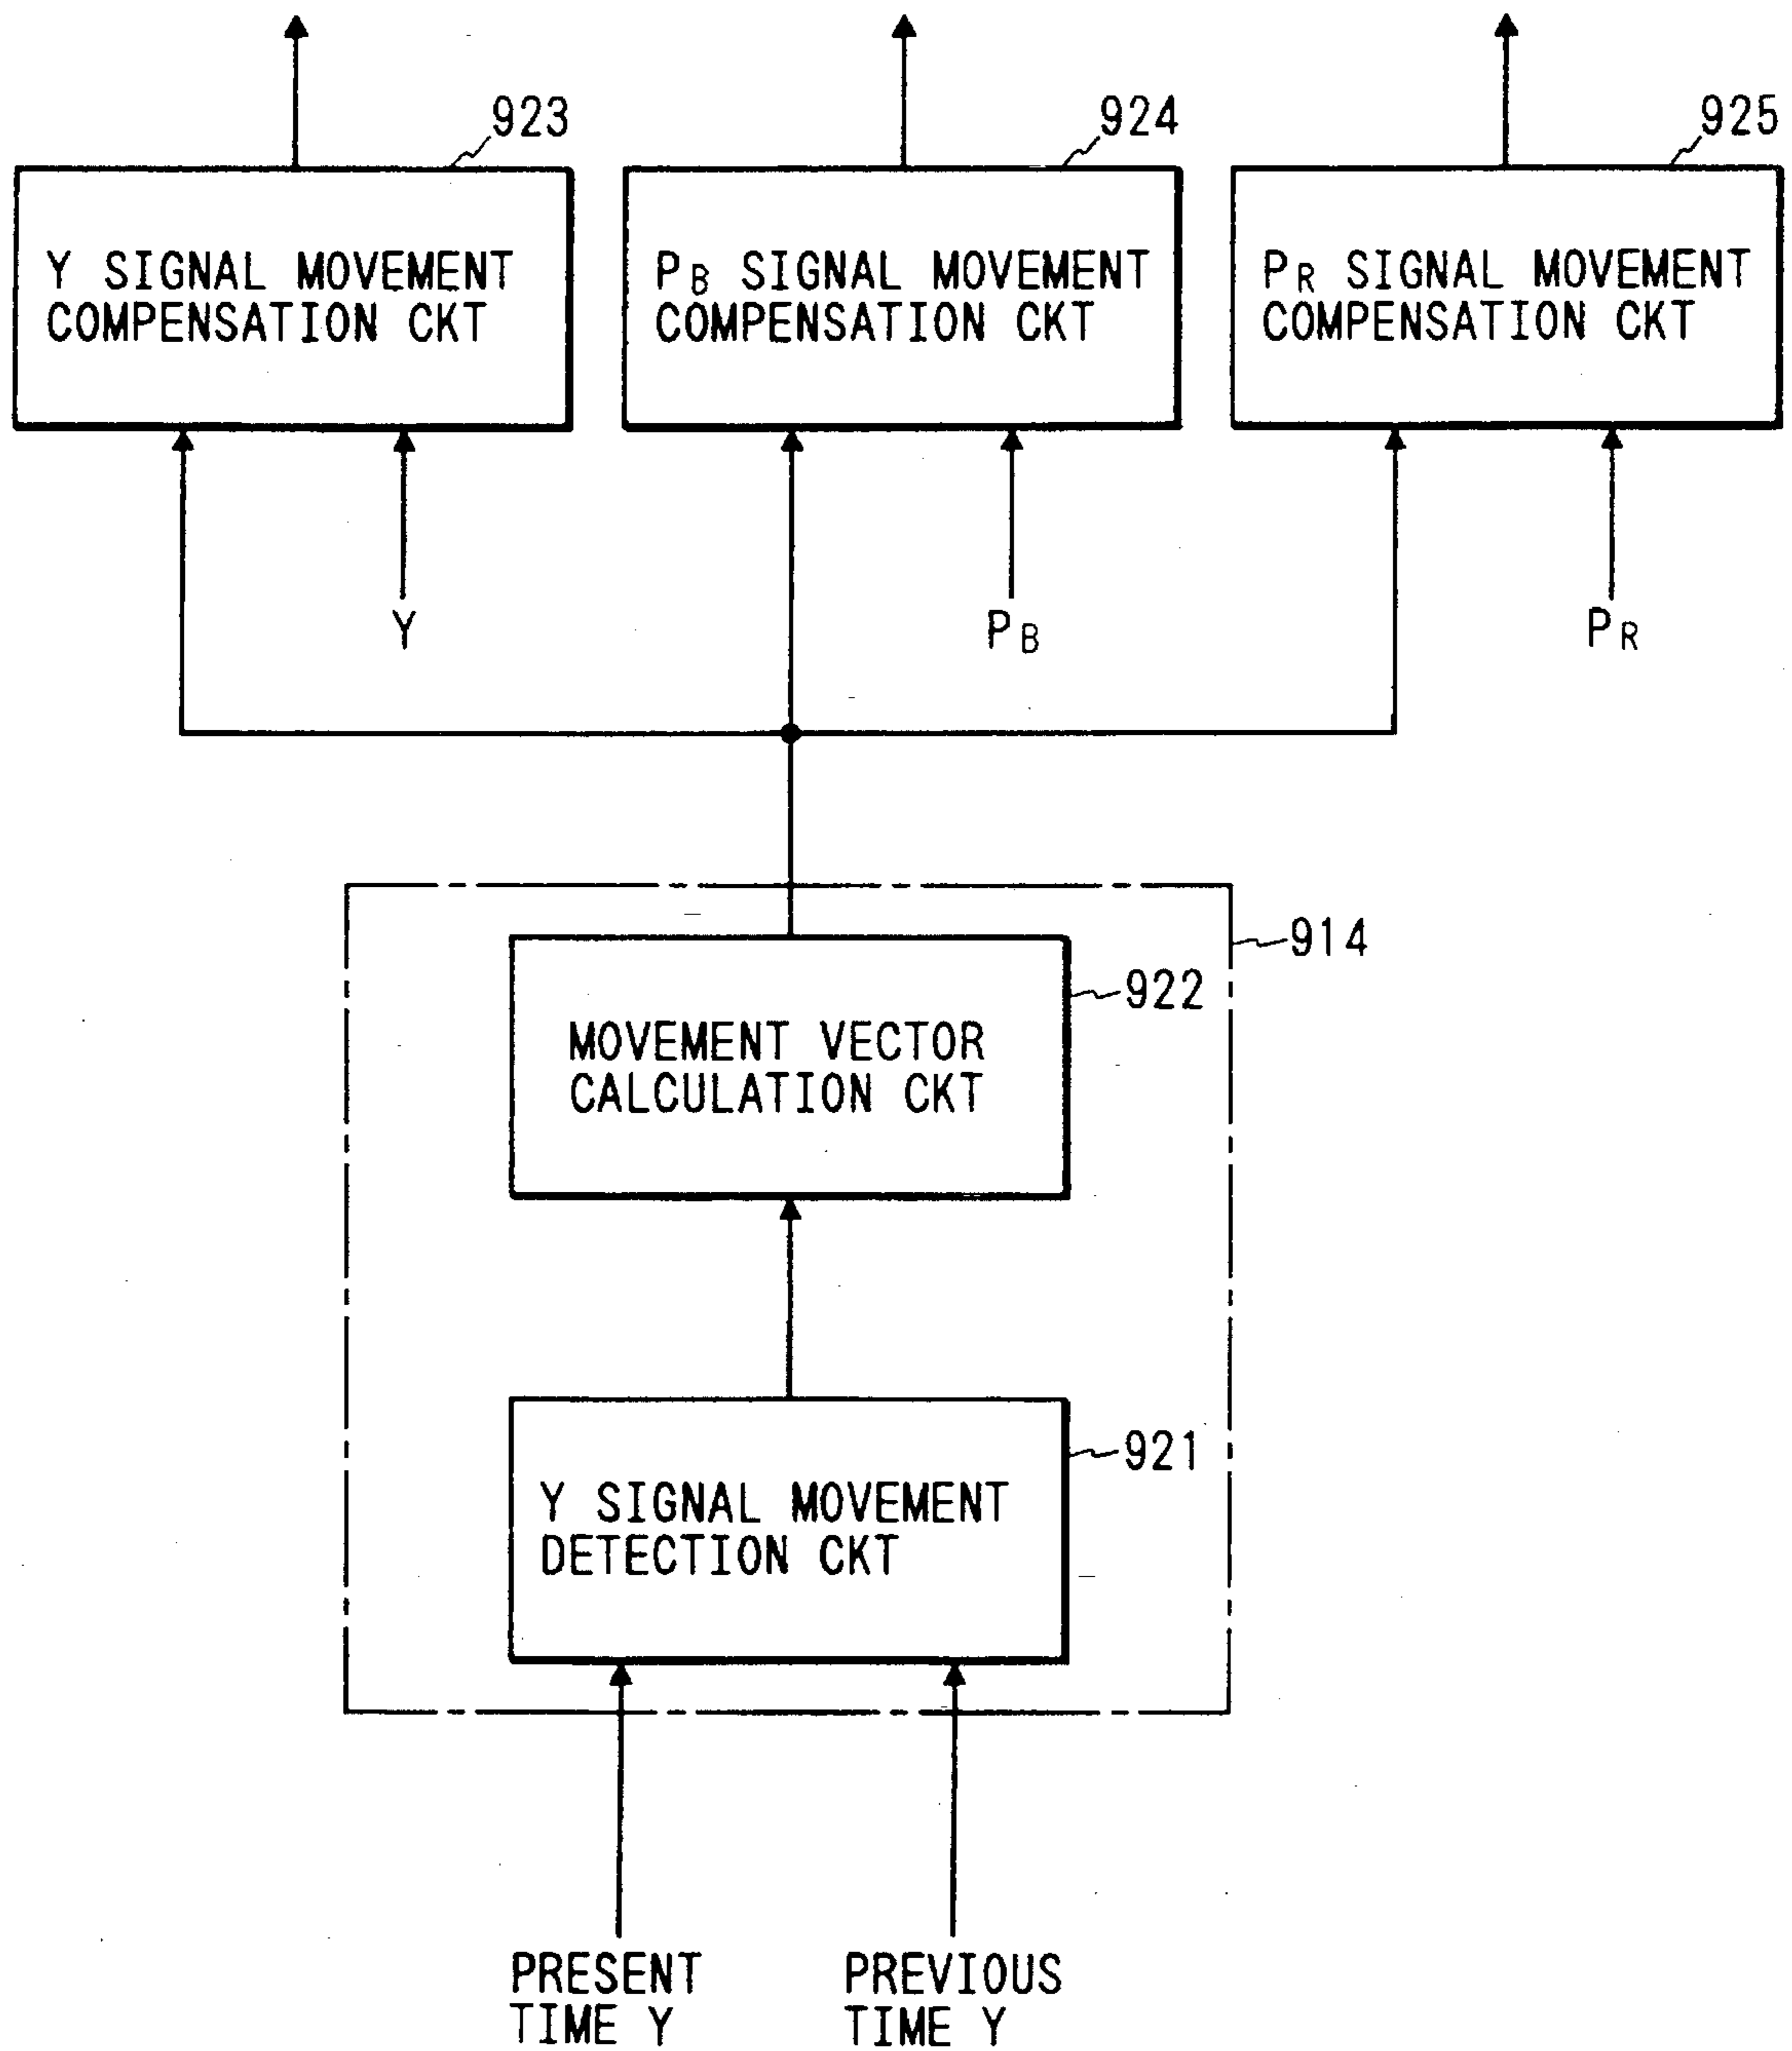 923
924
925
Y SIGNAL MOVEMENT
COMPENSATION CKT
PB SIGNAL MOVEMENT
COMPENSATION CKT
PR SIGNAL MOVEMENT
COMPENSATION CKT
Y
PB
PR
914
922
MOVEMENT VECTOR
CALCULATION CKT
921
Y SIGNAL MOVEMENT
DETECTION CKT
PRESENT
TIME Y
PREVIOUS
TIME Y